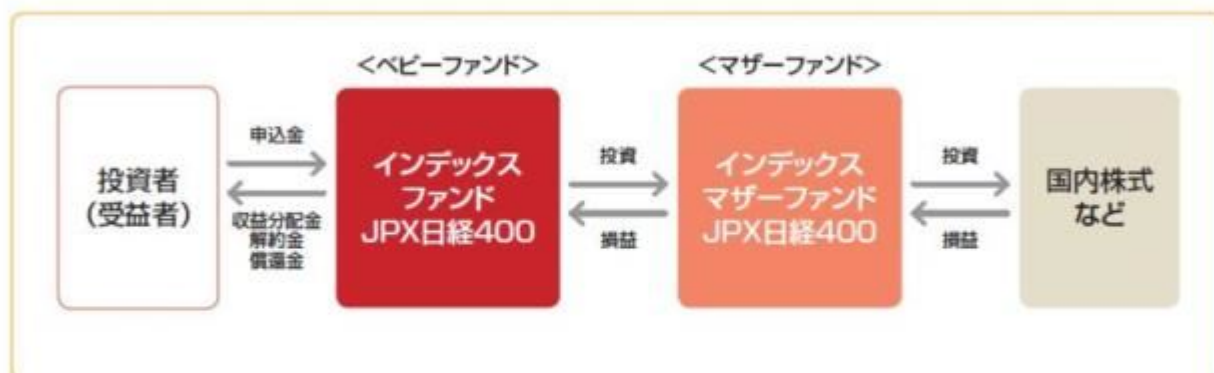 <ベビーファンド>
<マザーファンド>
投資者
(受益者)
申込金
収益分配金
解約金
償還金
インデックス
ファンド
JPX日経400
投資
損益
インデックス
マザーファンド
JPX日経400
投資
損益
国内株式
など